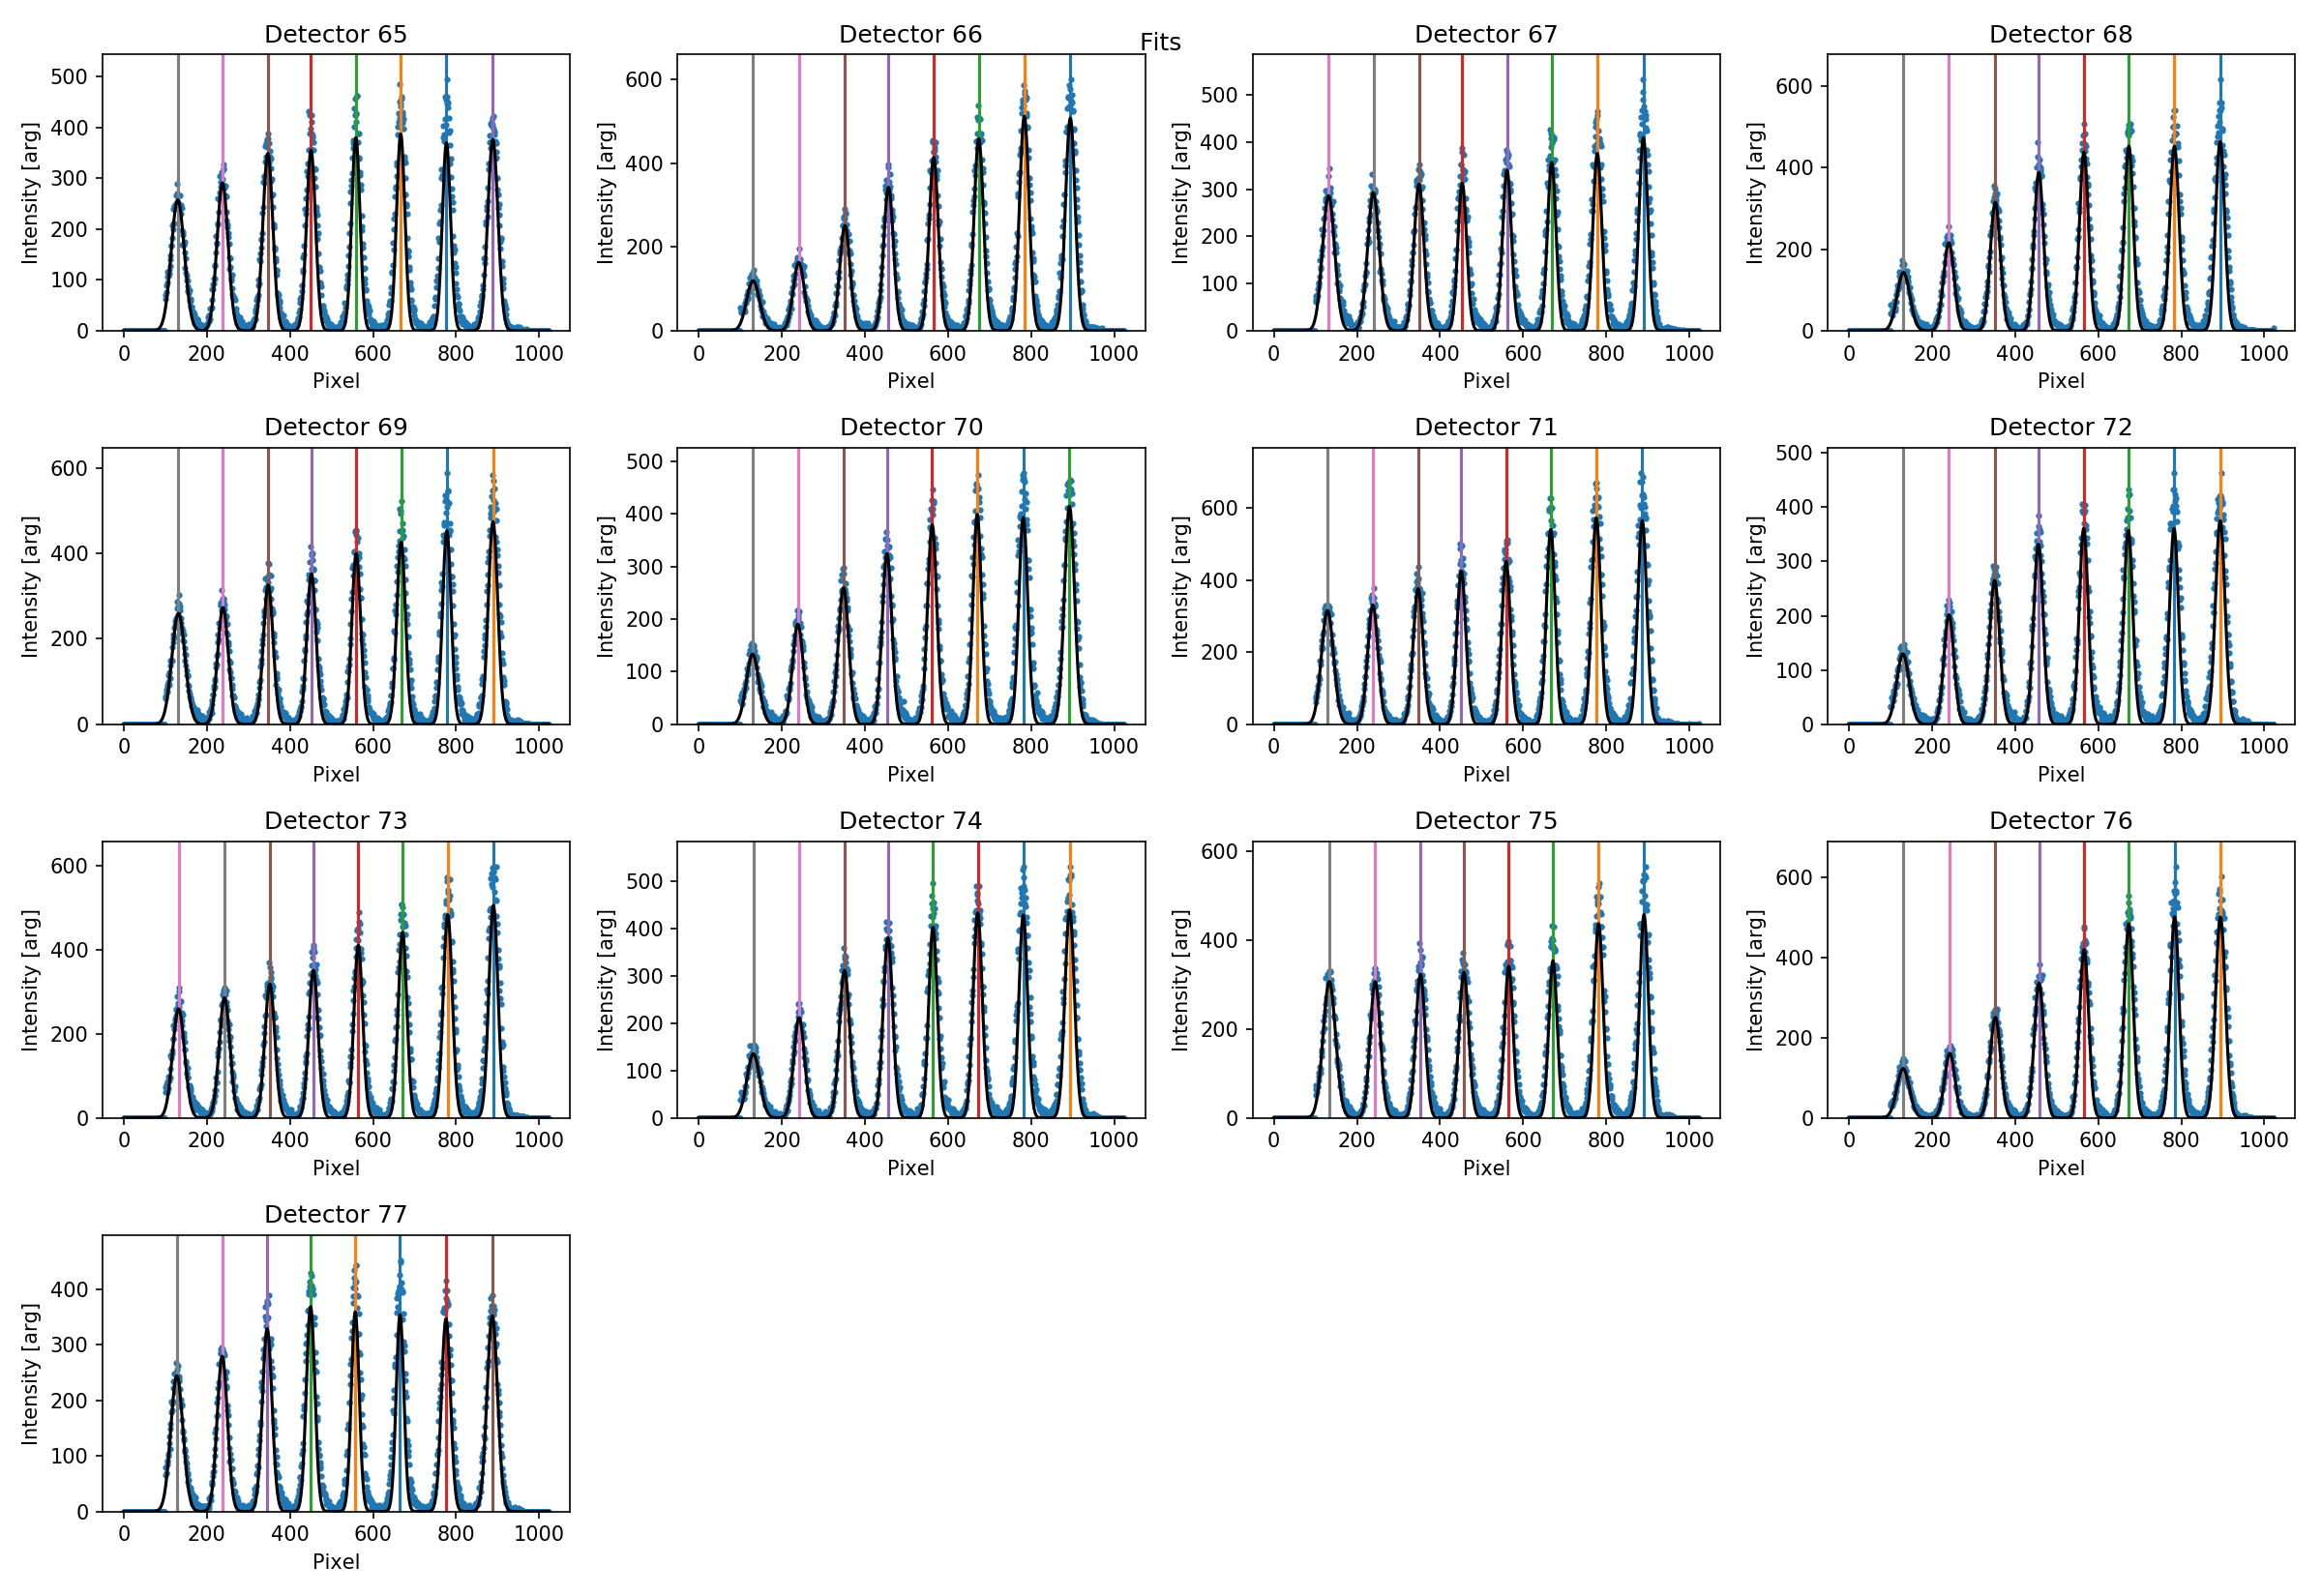 Fits
Detector 65
Intensity [arg]
500
400
300
200
100
0
0 200 400 600 800 1000
Pixel
Detector 66
Intensity [arg]
600
400
200
0
0 200 400 600 800 1000
Pixel
Detector 67
Intensity [arg]
500
400
300
200
100
0
0 200 400 600 800 1000
Pixel
Detector 68
Intensity [arg]
600
400
200
0
0 200 400 600 800 1000
Pixel
Detector 69
Intensity [arg]
600
400
200
0
0 200 400 600 800 1000
Pixel
Detector 70
Intensity [arg]
500
400
300
200
100
0
0 200 400 600 800 1000
Pixel
Detector 71
Intensity [arg]
600
400
200
0
0 200 400 600 800 1000
Pixel
Detector 72
Intensity [arg]
500
400
300
200
100
0
0 200 400 600 800 1000
Pixel
Detector 73
Intensity [arg]
600
400
200
0
0 200 400 600 800 1000
Pixel
Detector 74
Intensity [arg]
500
400
300
200
100
0
0 200 400 600 800 1000
Pixel
Detector 75
Intensity [arg]
600
400
200
0
0 200 400 600 800 1000
Pixel
Detector 76
Intensity [arg]
600
400
200
0
0 200 400 600 800 1000
Pixel
Detector 77
Intensity [arg]
400
300
200
100
0
0 200 400 600 800 1000
Pixel